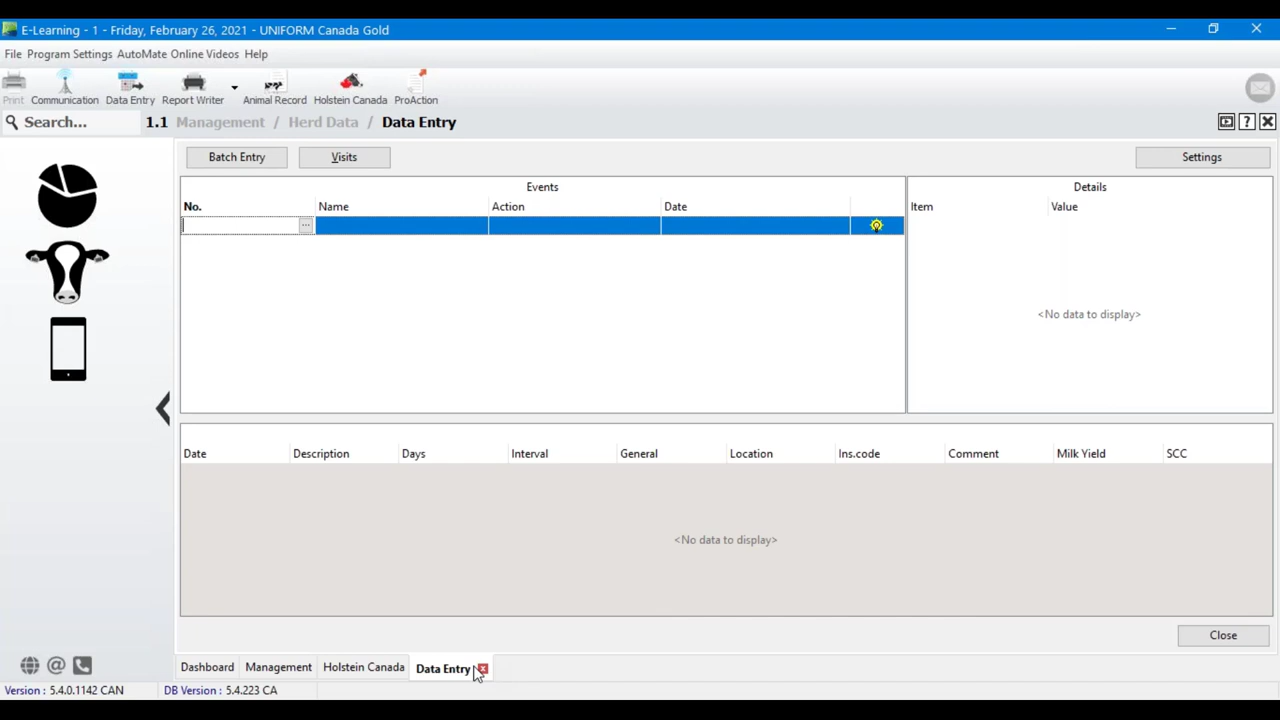 E-Learning - 1 - Friday, February 26, 2021 - UNIFORM Canada Gold
File Program Settings AutoMate Online Videos Help
Print Communication Data Entry Report Writer Animal Record Holstein Canada ProAction
Search... 1.1 Management / Herd Data / Data Entry
Batch Entry Visits Settings
Events Details
No. Name Action Date Item Value
<No data to display>
Date Description Days Interval General Location Ins.code Comment Milk Yield SCC
<No data to display>
Close
Dashboard Management Holstein Canada Data Entry
Version : 5.4.0.1142 CAN DB Version : 5.4.223 CA